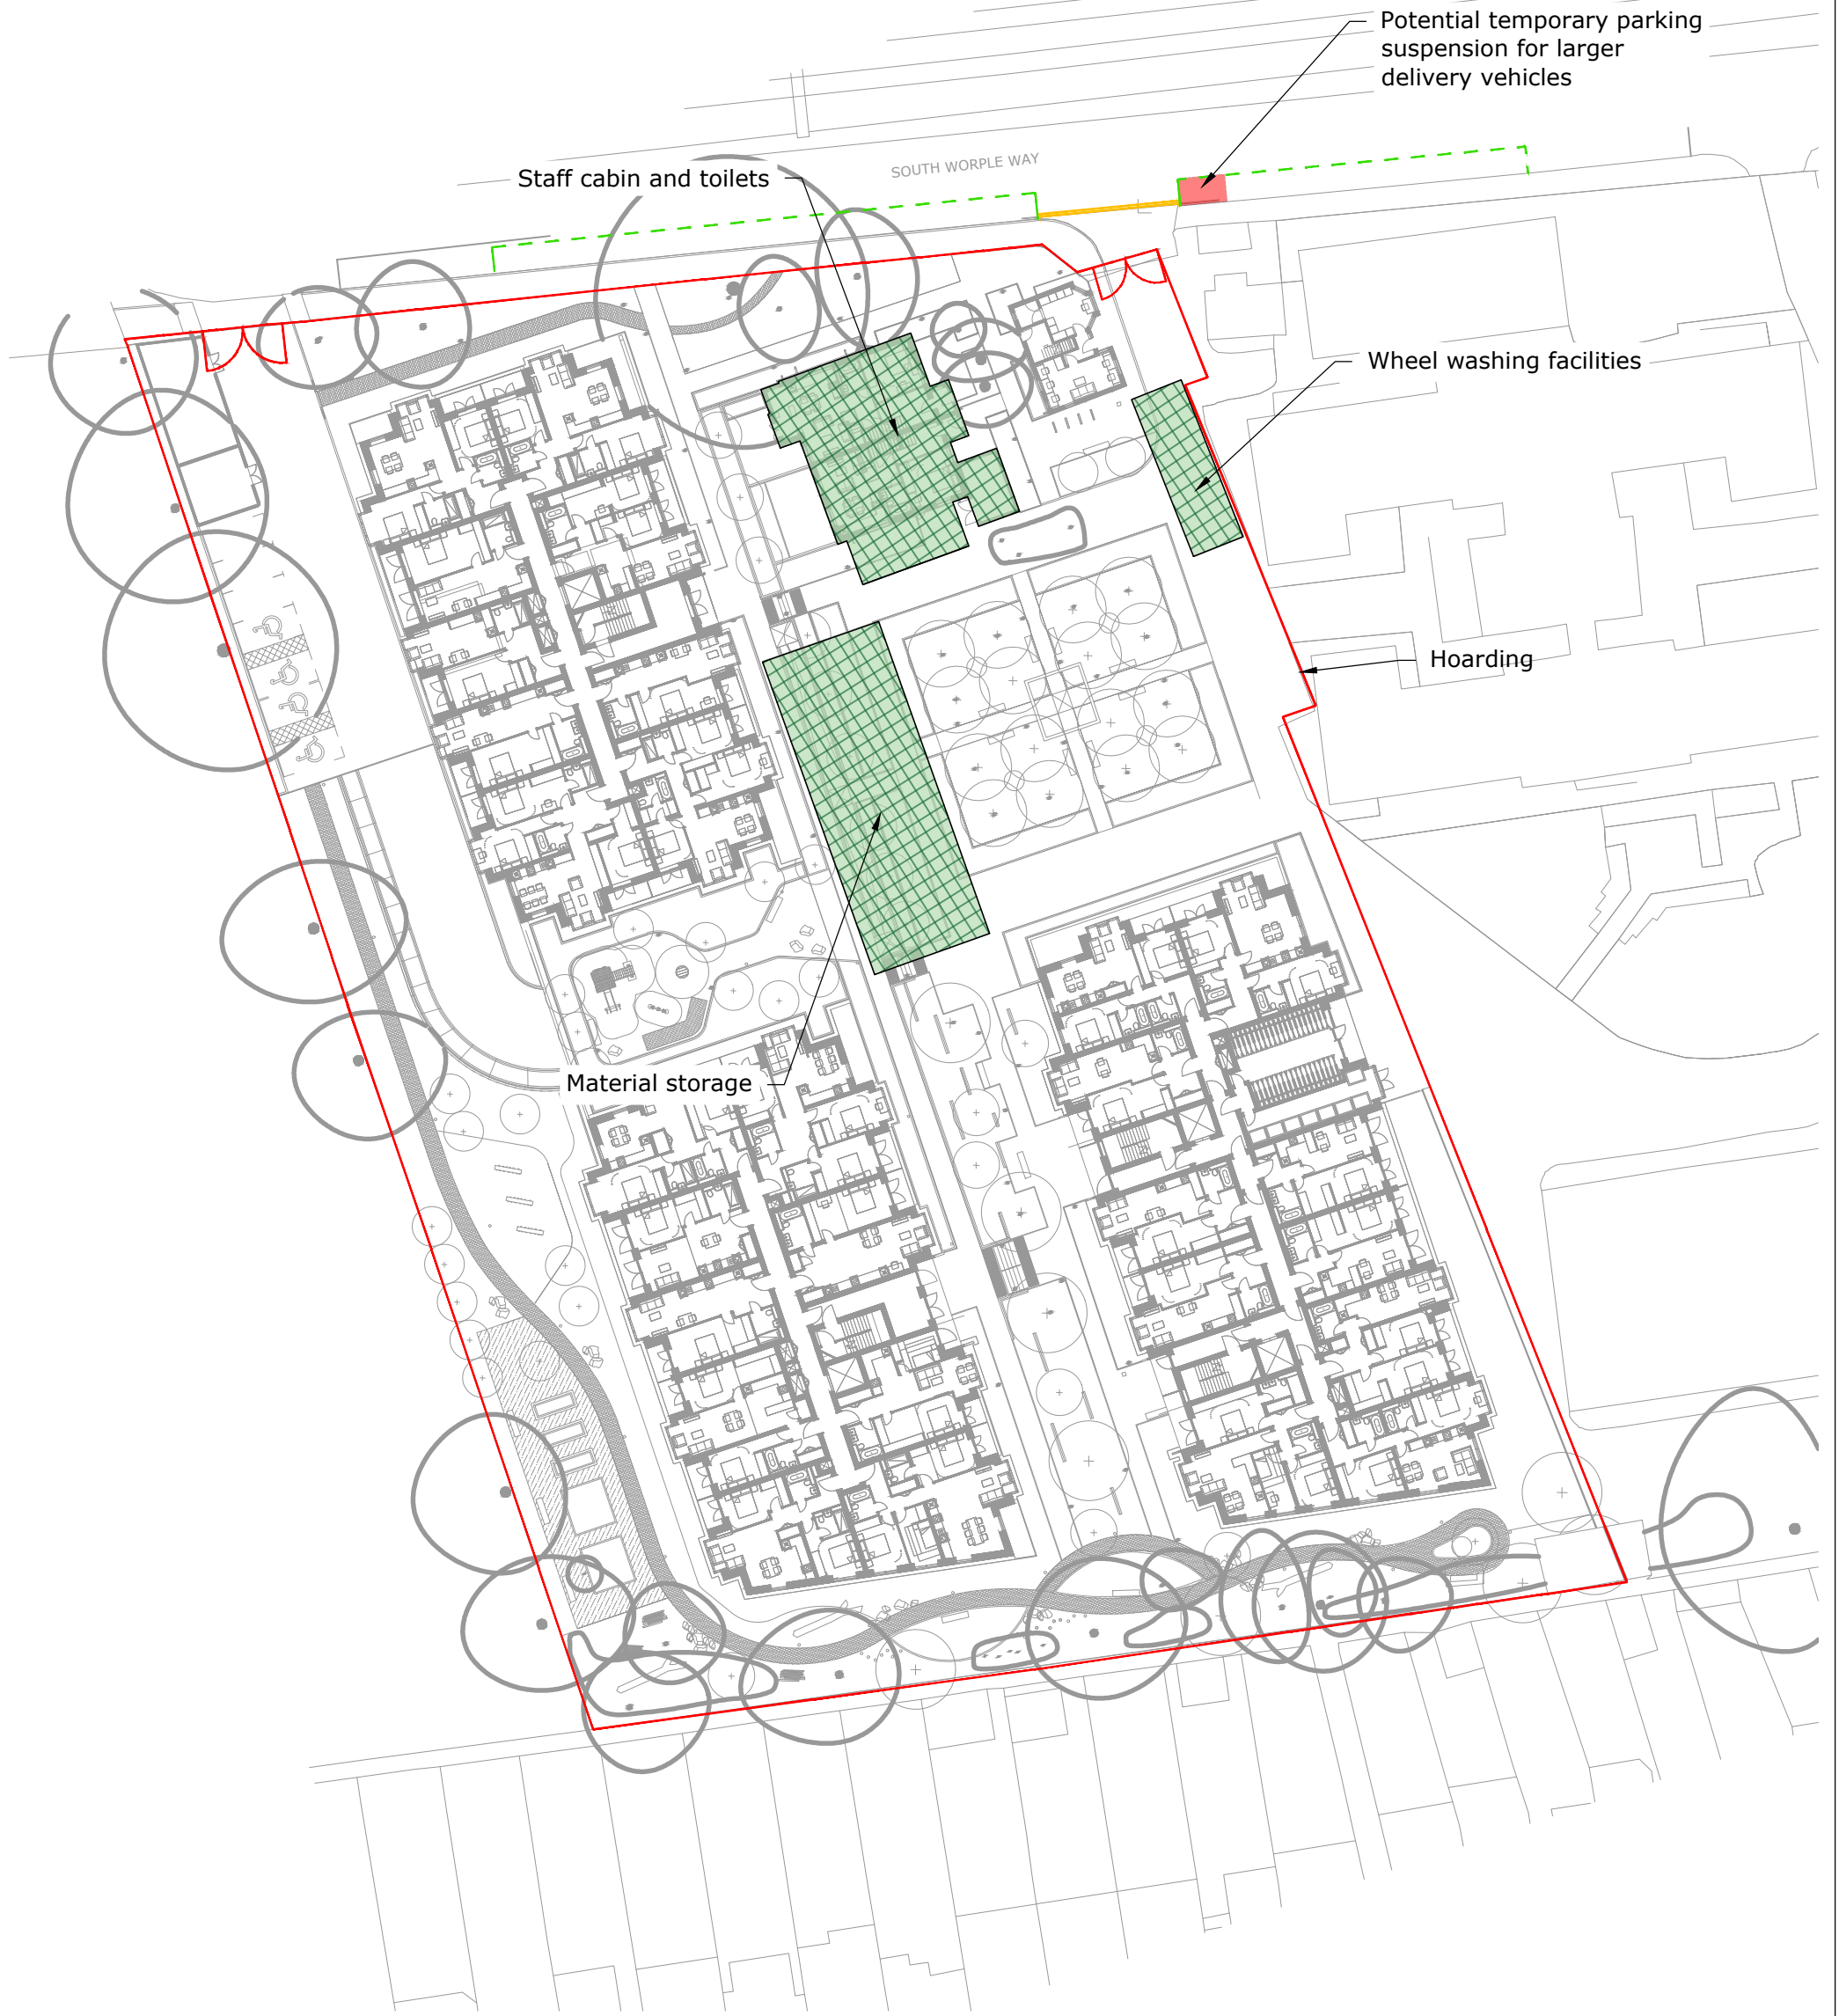 Potential temporary parking
suspension for larger
delivery vehicles
SOUTH WORPLE WAY
Staff cabin and toilets
Wheel washing facilities
Hoarding
Material storage